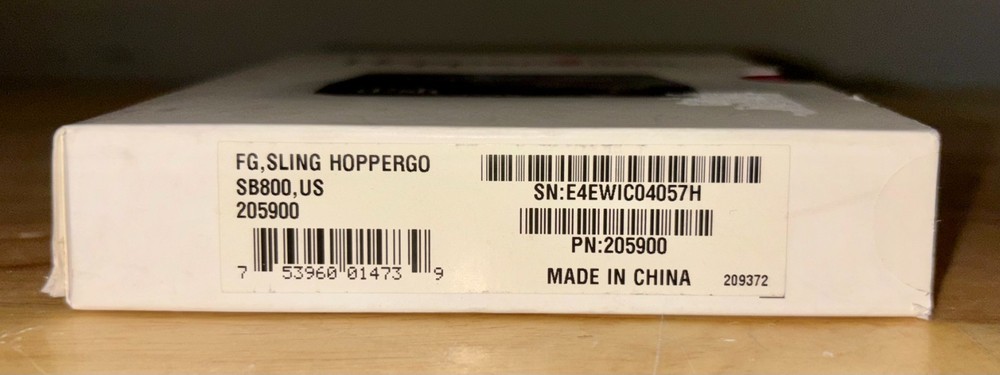 FG,SLING HOPPERGO
SB800,US
205900
7 53960 01473 9
SN:E4EWIC04057H
PN:205900
MADE IN CHINA
209372